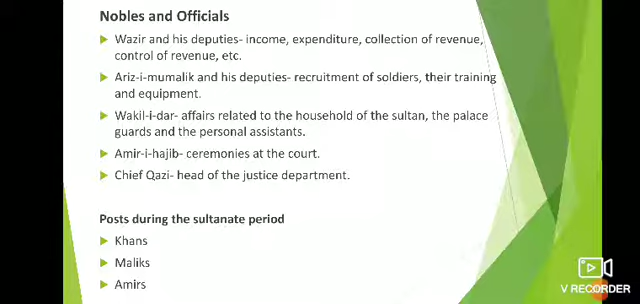 Nobles and Officials
Wazir and his deputies- income, expenditure, collection of revenue,
control of revenue, etc.
Ariz-i-mumalik and his deputies- recruitment of soldiers, their training
and equipment.
Wakil-i-dar- affairs related to the household of the sultan, the palace
guards and the personal assistants.
Amir-i-hajib- ceremonies at the court.
Chief Qazi- head of the justice department.
Posts during the sultanate period
Khans
Maliks
Amirs
V RECORDER